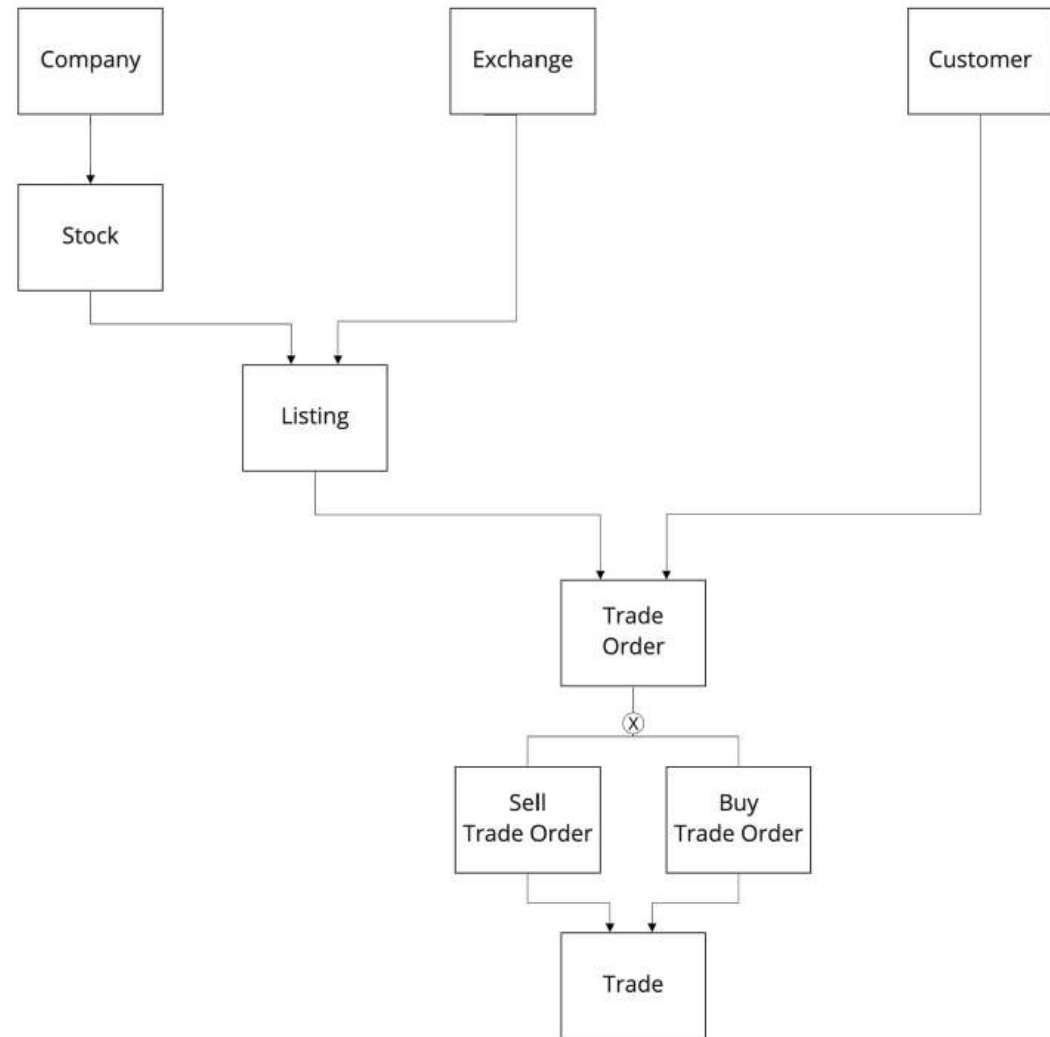 Company
Exchange
Customer
Stock
Listing
Trade
Order
X
Sell
Trade Order
Buy
Trade Order
Trade